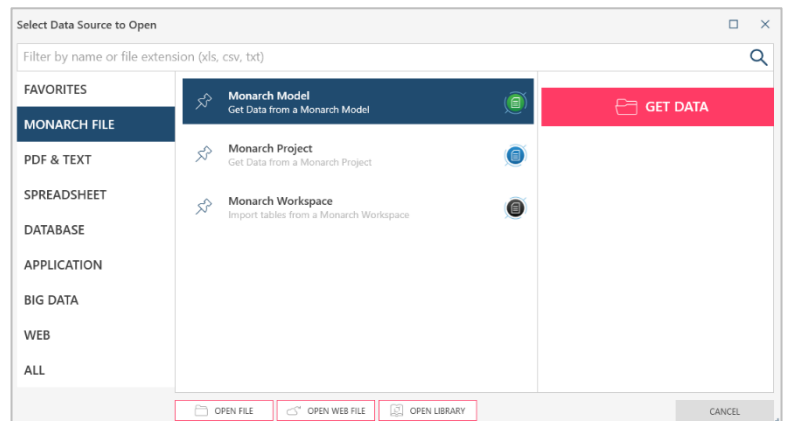 Select Data Source to Open
Filter by name or file extension (xls, csv, txt)
FAVORITES
MONARCH FILE
PDF & TEXT
SPREADSHEET
DATABASE
APPLICATION
BIG DATA
WEB
ALL
Monarch Model
Get Data from a Monarch Model
Monarch Project
Get Data from a Monarch Project
Monarch Workspace
Import tables from a Monarch Workspace
GET DATA
OPEN FILE
OPEN WEB FILE
OPEN LIBRARY
CANCEL